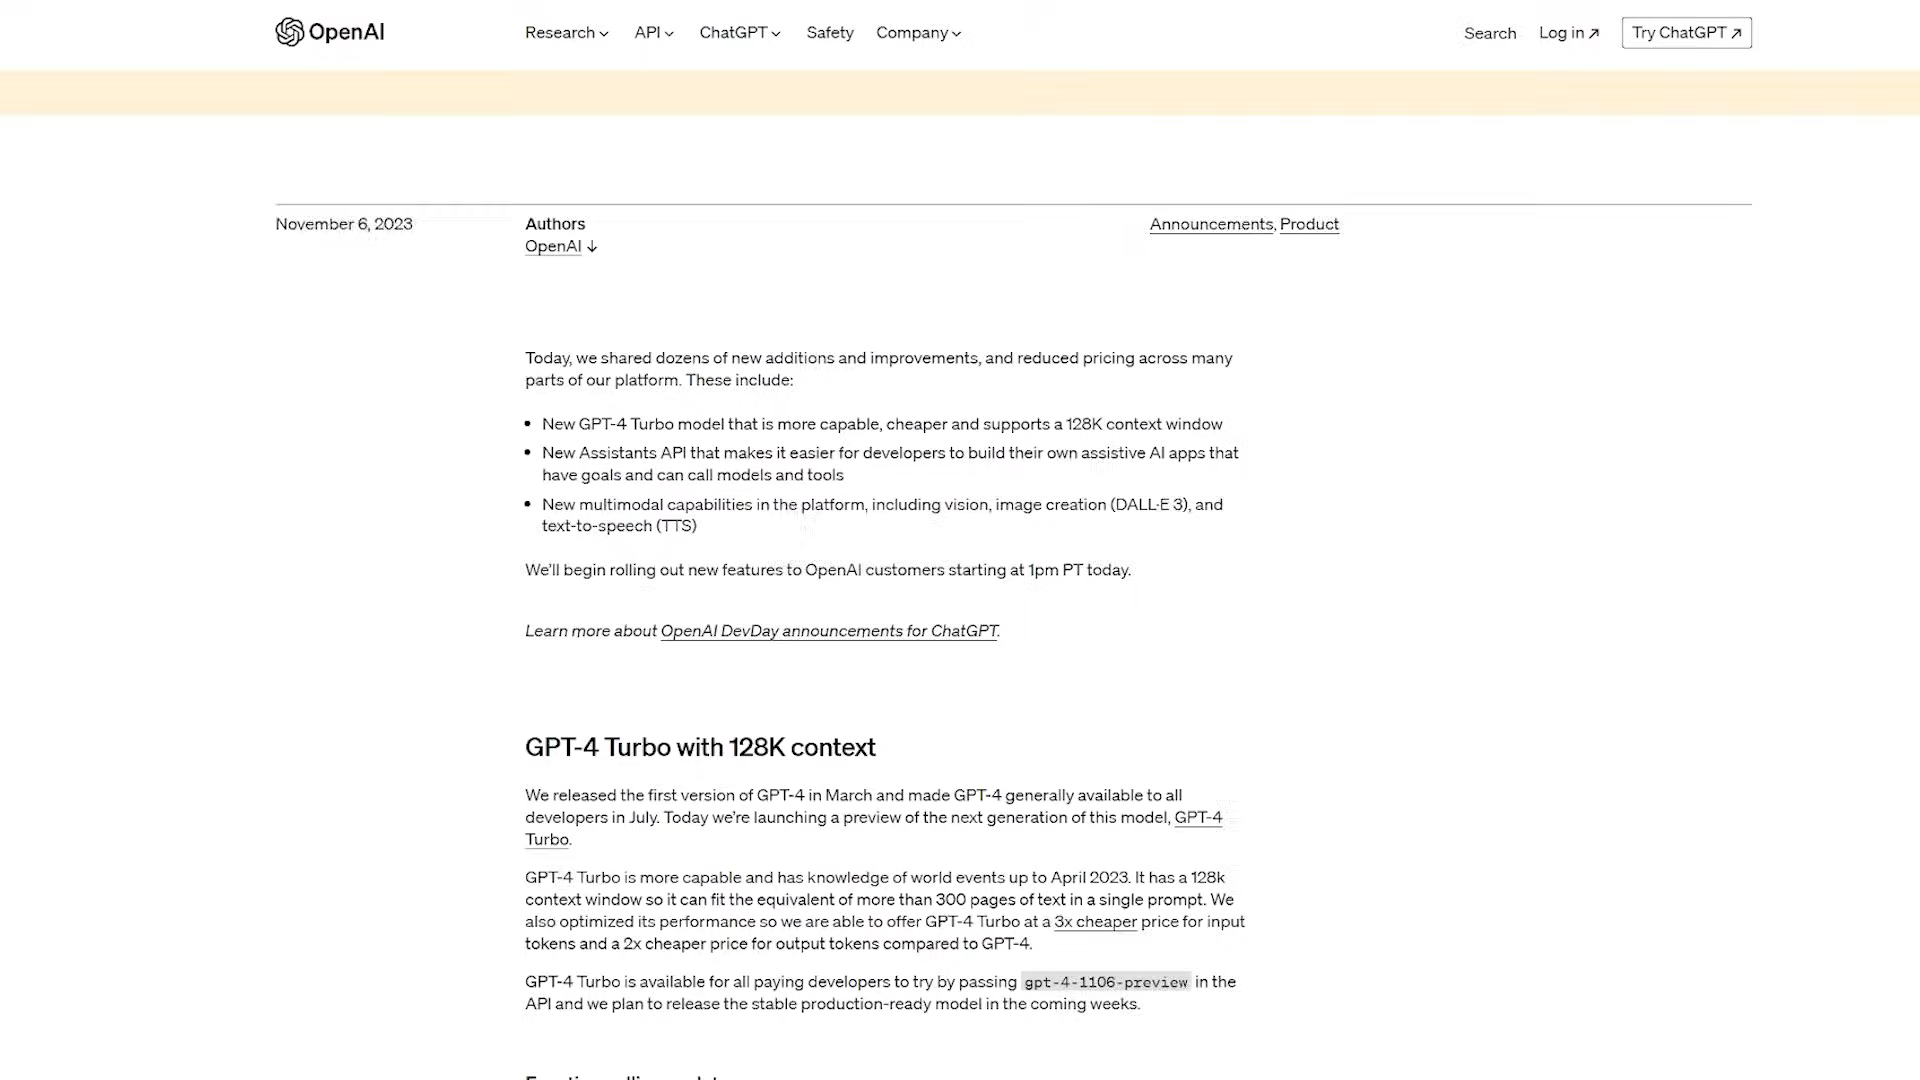 OpenAI
Research API ChatGPT Safety Company
Search Log in Try ChatGPT
November 6, 2023
Authors
OpenAI ↓
Announcements, Product
Today, we shared dozens of new additions and improvements, and reduced pricing across many
parts of our platform. These include:
• New GPT-4 Turbo model that is more capable, cheaper and supports a 128K context window
• New Assistants API that makes it easier for developers to build their own assistive AI apps that
have goals and can call models and tools
• New multimodal capabilities in the platform, including vision, image creation (DALL·E 3), and
text-to-speech (TTS)
We’ll begin rolling out new features to OpenAI customers starting at 1pm PT today.
Learn more about OpenAI DevDay announcements for ChatGPT.
GPT-4 Turbo with 128K context
We released the first version of GPT-4 in March and made GPT-4 generally available to all
developers in July. Today we’re launching a preview of the next generation of this model, GPT-4
Turbo.
GPT-4 Turbo is more capable and has knowledge of world events up to April 2023. It has a 128k
context window so it can fit the equivalent of more than 300 pages of text in a single prompt. We
also optimized its performance so we are able to offer GPT-4 Turbo at a 3x cheaper price for input
tokens and a 2x cheaper price for output tokens compared to GPT-4.
GPT-4 Turbo is available for all paying developers to try by passing gpt-4-1106-preview in the
API and we plan to release the stable production-ready model in the coming weeks.